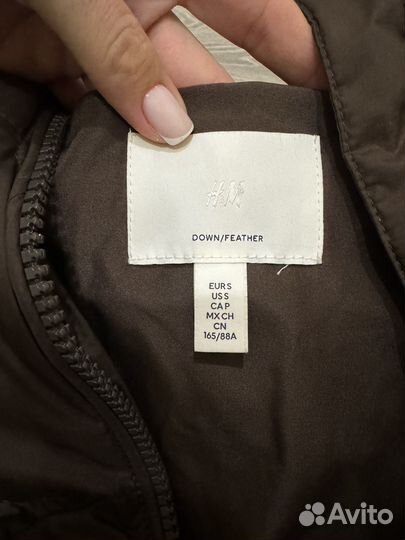 H&M
DOWN/FEATHER
EUR S
US S
CA P
MX CH
CN
165/88A
Avito